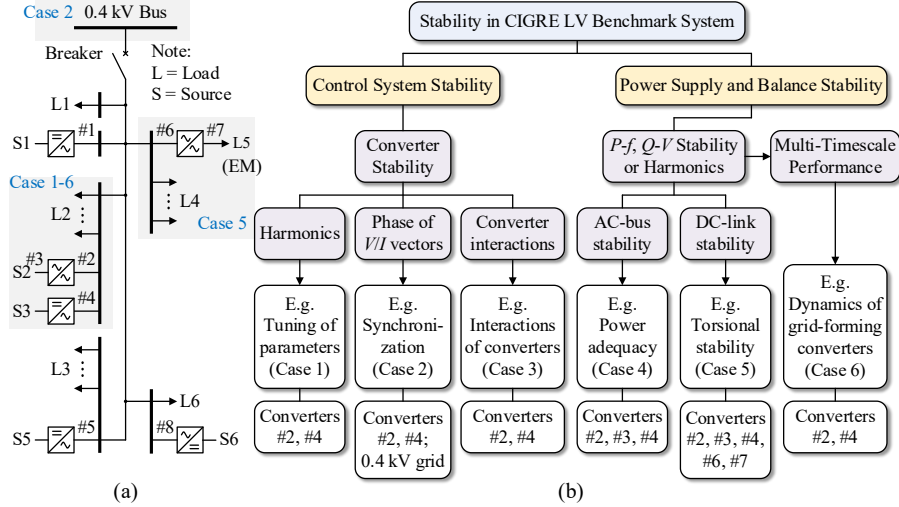 Case 2
0.4 kV Bus
Breaker
Note:
L = Load
S = Source
L1
S1
#1
#6
#7
L5
(EM)
L4
Case 5
Case 1-6
L2
#3
S2
#2
S3
#4
L3
S5
#5
L6
#8
S6
(a)
Stability in CIGRE LV Benchmark System
Control System Stability
Power Supply and Balance Stability
Converter
Stability
P-f, Q-V Stability
or Harmonics
Multi-Timescale
Performance
Harmonics
Phase of
V/I vectors
Converter
interactions
AC-bus
stability
DC-link
stability
E.g.
Tuning of
parameters
(Case 1)
E.g.
Synchroni-
zation
(Case 2)
E.g.
Interactions
of converters
(Case 3)
E.g.
Power
adequacy
(Case 4)
E.g.
Torsional
stability
(Case 5)
E.g.
Dynamics of
grid-forming
converters
(Case 6)
Converters
#2, #4
Converters
#2, #4;
0.4 kV grid
Converters
#2, #4
Converters
#2, #3, #4
Converters
#2, #3, #4,
#6, #7
Converters
#2, #4
(b)